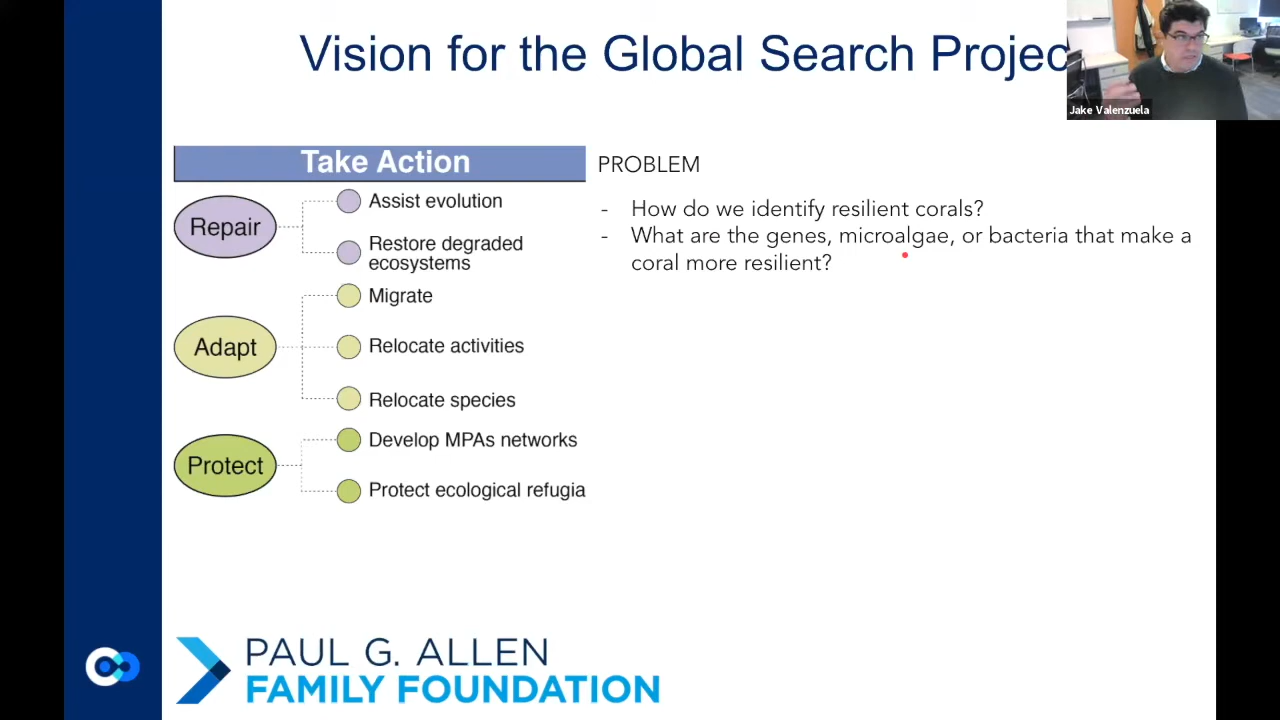 Vision for the Global Search Projec
Jake Valenzuela
Take Action
Repair
Assist evolution
Restore degraded
ecosystems
Adapt
Migrate
Relocate activities
Relocate species
Protect
Develop MPAs networks
Protect ecological refugia
PROBLEM
- How do we identify resilient corals?
- What are the genes, microalgae, or bacteria that make a
coral more resilient?
PAUL G. ALLEN
FAMILY FOUNDATION